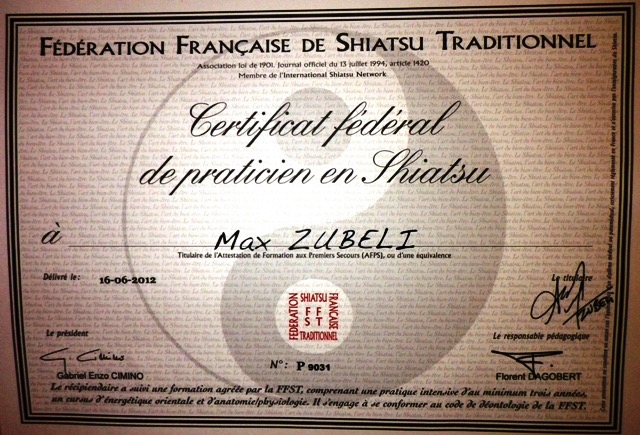 FÉDÉRATION FRANÇAISE DE SHIATSU TRADITIONNEL
Association loi de 1901. Journal officiel du 13 juillet 1994, article 1420
Membre de l'International Shiatsu Network
Certificat fédéral
de praticien en Shiatsu
à Max ZUBELI
Titulaire de l'Attestation de Formation aux Premiers Secours (AFPS), ou d'une équivalence
Délivré le : 16-06-2012
Le titulaire
ZUBELI
FÉDÉRATION SHIATSU FRANÇAISE
FF
ST
TRADITIONNEL
Le président
Le responsable pédagogique
G. Cimino
Gabriel Enzo CIMINO
N° : P 9031
Florent DAGOBERT
Le récipiendaire a suivi une formation agréée par la FFST, comprenant une pratique intensive d'au minimum trois années,
un cursus d'énergétique orientale et d'anatomie/physiologie. Il s'engage à se conformer au code de déontologie de la FFST.